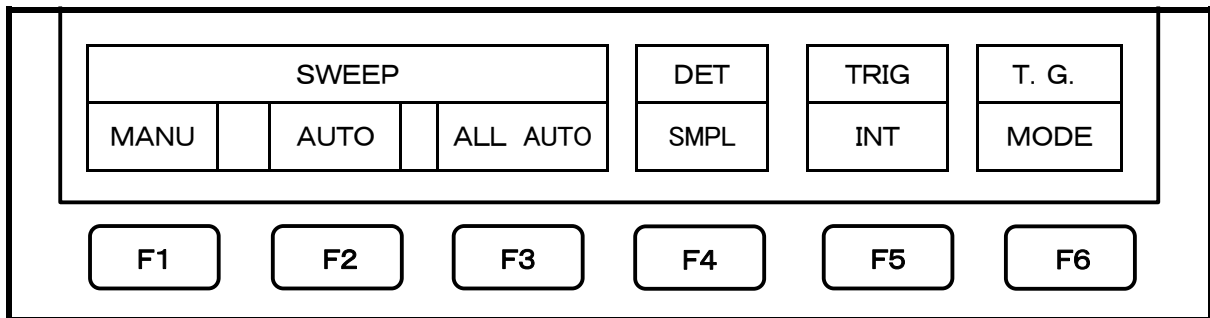 SWEEP DET TRIG T. G.
MANU AUTO ALL AUTO SMPL INT MODE
F1 F2 F3 F4 F5 F6